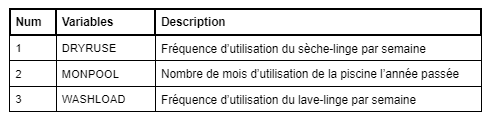 Num Variables Description
1 DRYRUSE Fréquence d’utilisation du sèche-linge par semaine
2 MONPOOL Nombre de mois d’utilisation de la piscine l’année passée
3 WASHLOAD Fréquence d’utilisation du lave-linge par semaine